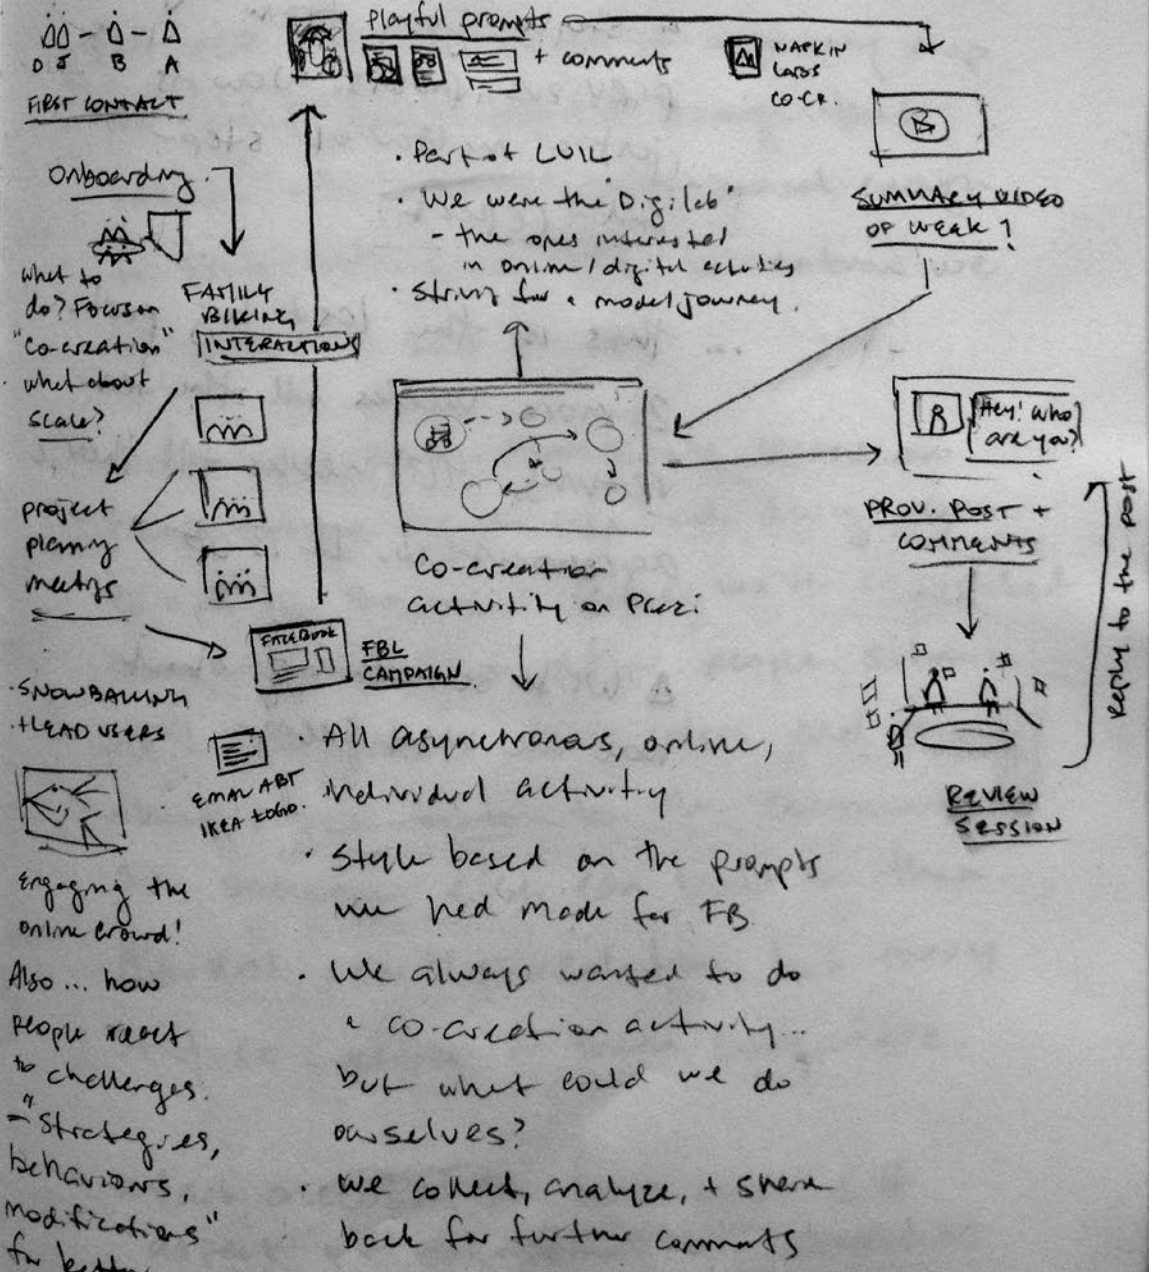 D J B A
FIRST CONTACT
Onboarding
what to
do? Focus on
"co-creation"
what about
scale?
FAMILY
BIKING
INTERACTIONS
project
planning
meetings
• SNOWBALLING
+ LEAD USERS
Engaging the
online crowd!
Also ... how
people react
to challenges.
- "strategies,
behaviors,
modifications"
for better
Playful prompts
+ comments
NAPKIN
LABS
CO-CR.
B
SUMMARY VIDEO
OF WEEK 1
• Part of LUIL
• We were the "Digilab"
- the ones interested
in online/digital activities
• String for a model journey.
Co-creation
activitity on Prezi
FACEBOOK
FBL
CAMPAIGN
EMAIL ABT
IKEA LOGO.
Hey! who
are you?
PROV. POST +
COMMENTS
Reply to the post
REVIEW
SESSION
• All asynchronous, online,
individual activity
• Style based on the prompts
we had made for FB
• We always wanted to do
a co-creation activity...
but what could we do
ourselves?
• we collect, analyze, + share
back for further comments